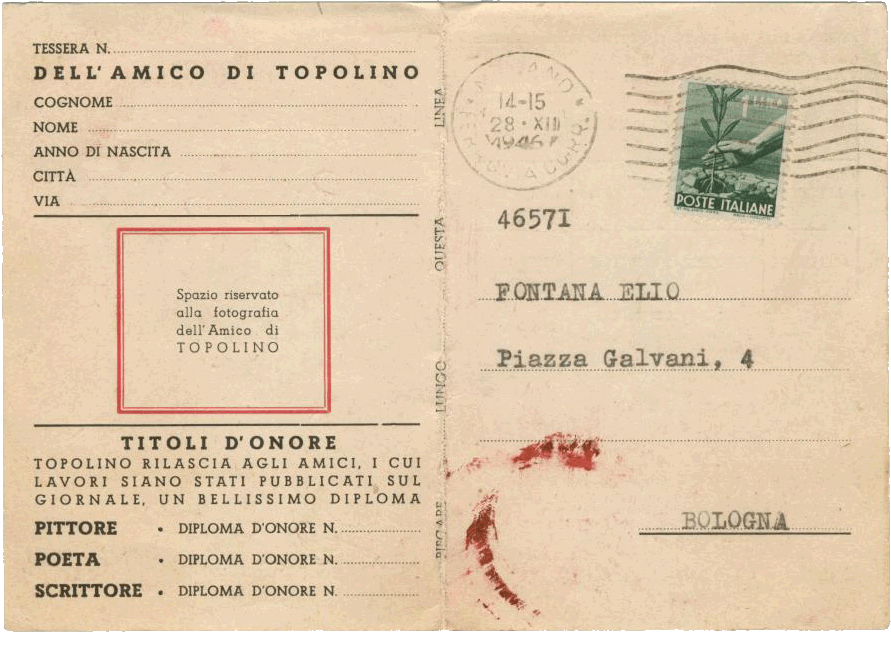 TESSERA N.
DELL'AMICO DI TOPOLINO
COGNOME
NOME
ANNO DI NASCITA
CITTÀ
VIA
Spazio riservato
alla fotografia
dell'Amico di
TOPOLINO
TITOLI D'ONORE
TOPOLINO RILASCIA AGLI AMICI, I CUI
LAVORI SIANO STATI PUBBLICATI SUL
GIORNALE, UN BELLISSIMO DIPLOMA
PITTORE • DIPLOMA D'ONORE N.
POETA • DIPLOMA D'ONORE N.
SCRITTORE • DIPLOMA D'ONORE N.
PIEGARE LUNGO QUESTA LINEA
14-15
28 • XII
1946
POSTE ITALIANE
46571
FONTANA ELIO
Piazza Galvani, 4
BOLOGNA